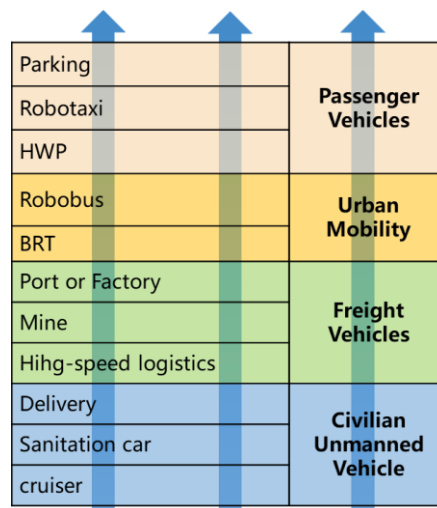 Parking
Robotaxi
HWP
Passenger
Vehicles
Robobus
BRT
Urban
Mobility
Port or Factory
Mine
Hihg-speed logistics
Freight
Vehicles
Delivery
Sanitation car
cruiser
Civilian
Unmanned
Vehicle